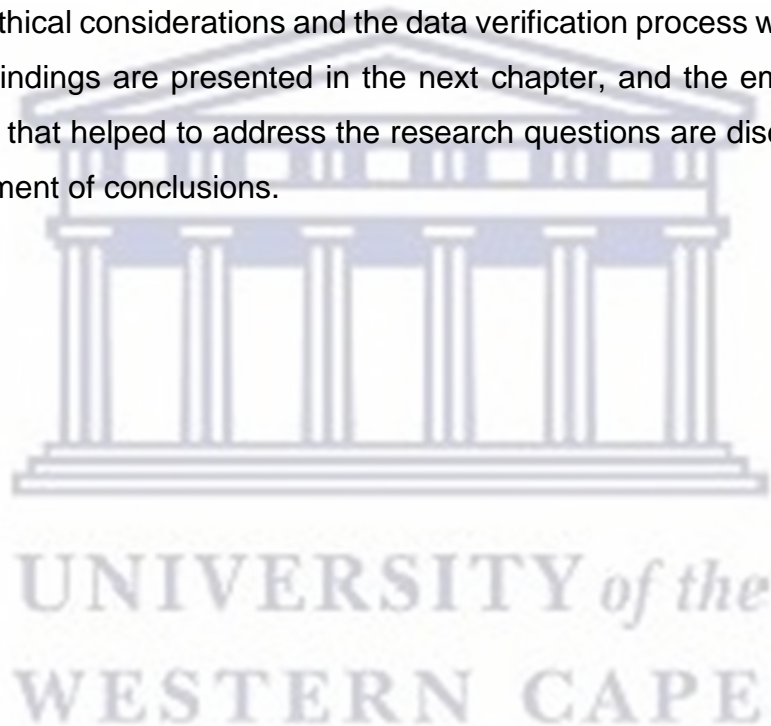 thical considerations and the data verification process w
indings are presented in the next chapter, and the em
that helped to address the research questions are dis
ment of conclusions.
UNIVERSITY of the
WESTERN CAPE